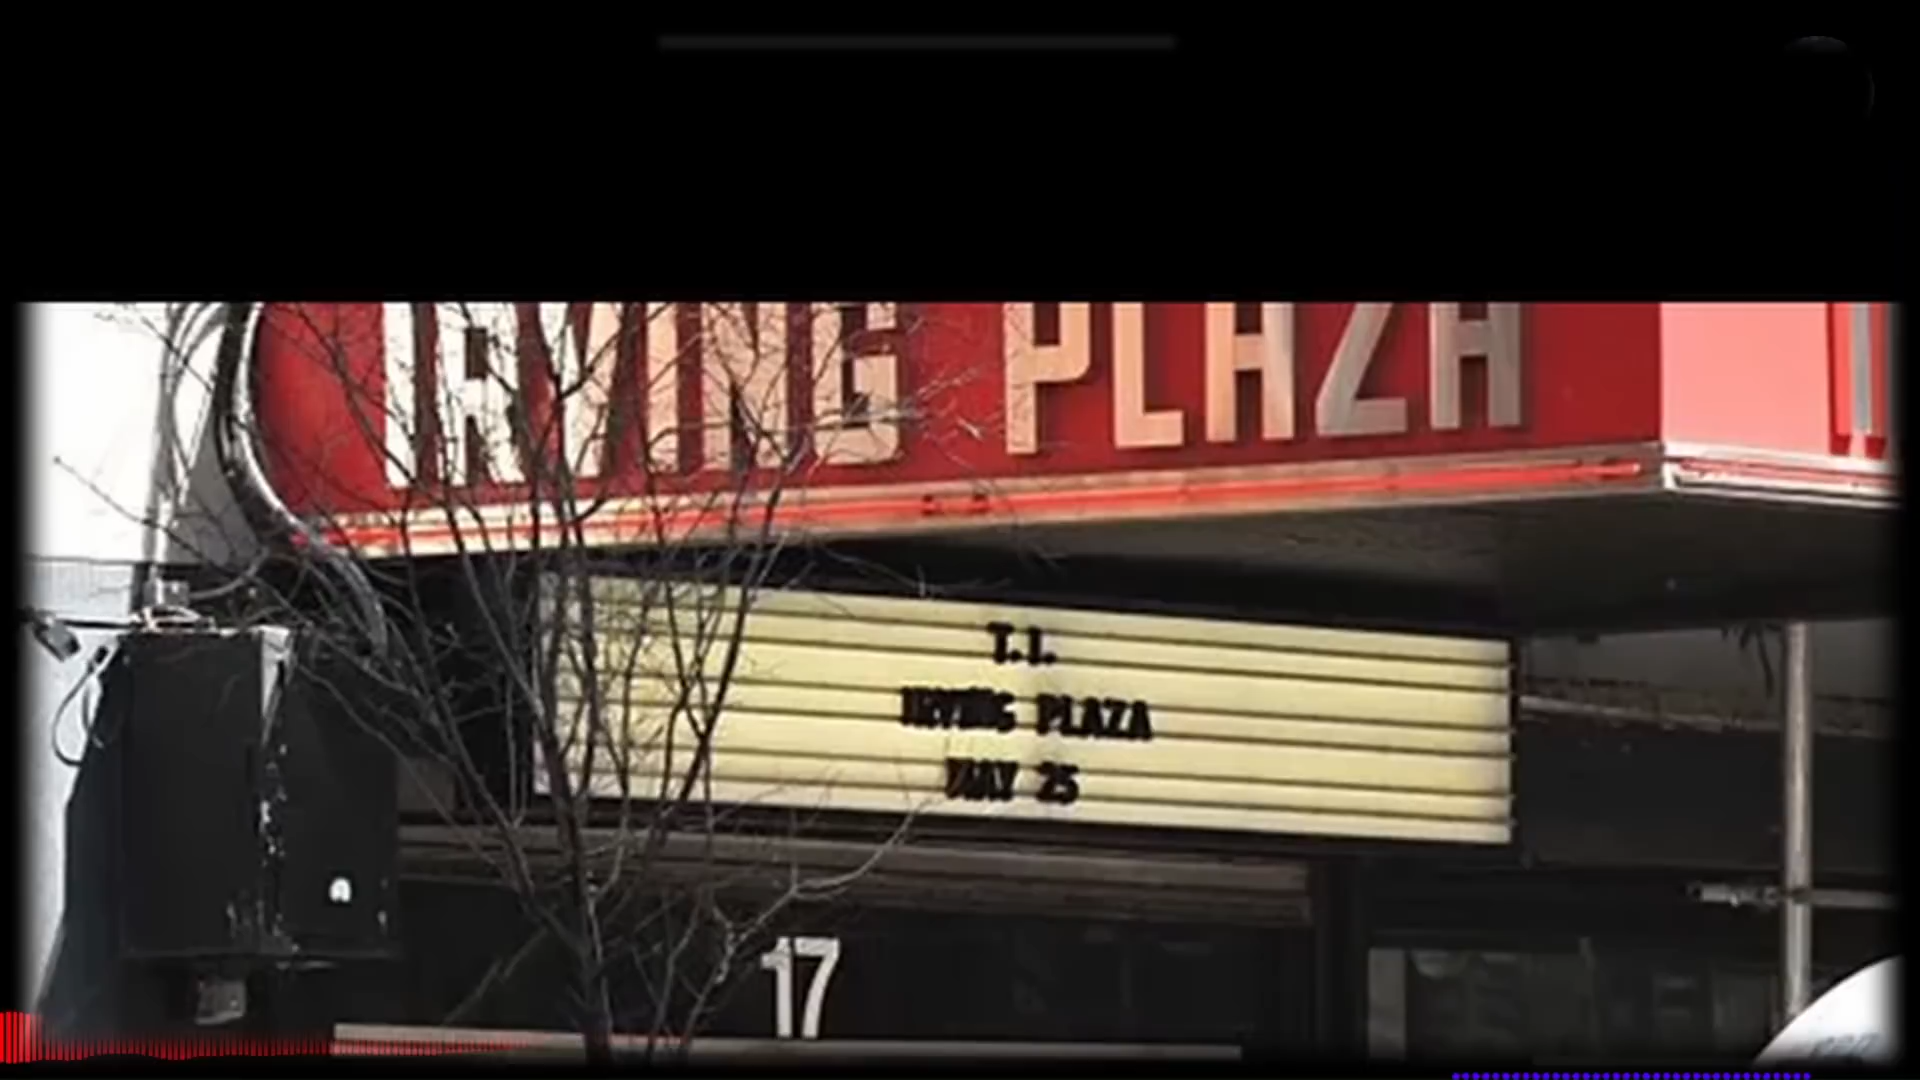 IRVING PLAZA
T.I.
IRVING PLAZA
MAY 25
17